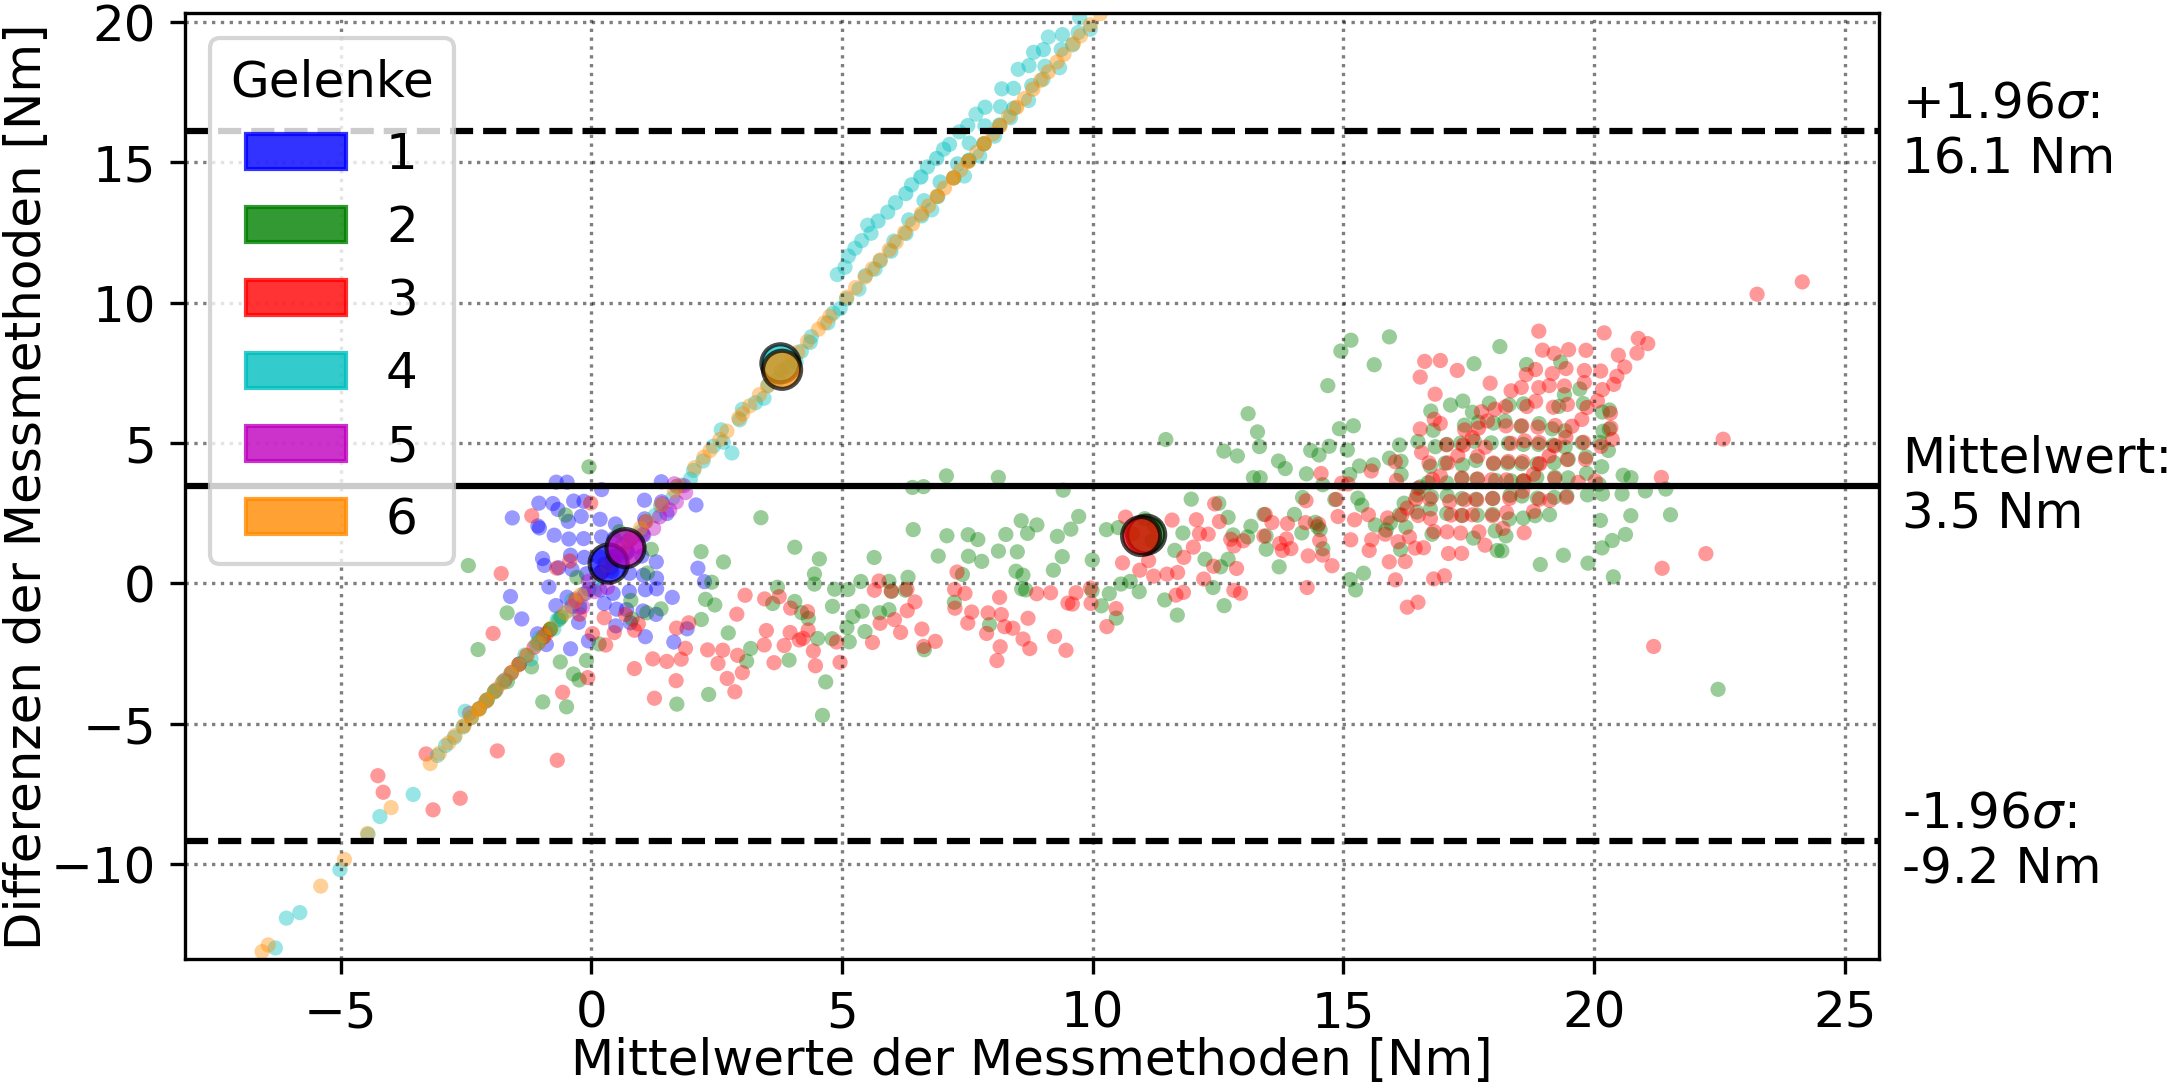 Differenzen der Messmethoden [Nm]
20
15
10
5
0
−5
−10
Gelenke
1
2
3
4
5
6
+1.96σ:
16.1 Nm
Mittelwert:
3.5 Nm
-1.96σ:
-9.2 Nm
−5 0 5 10 15 20 25
Mittelwerte der Messmethoden [Nm]